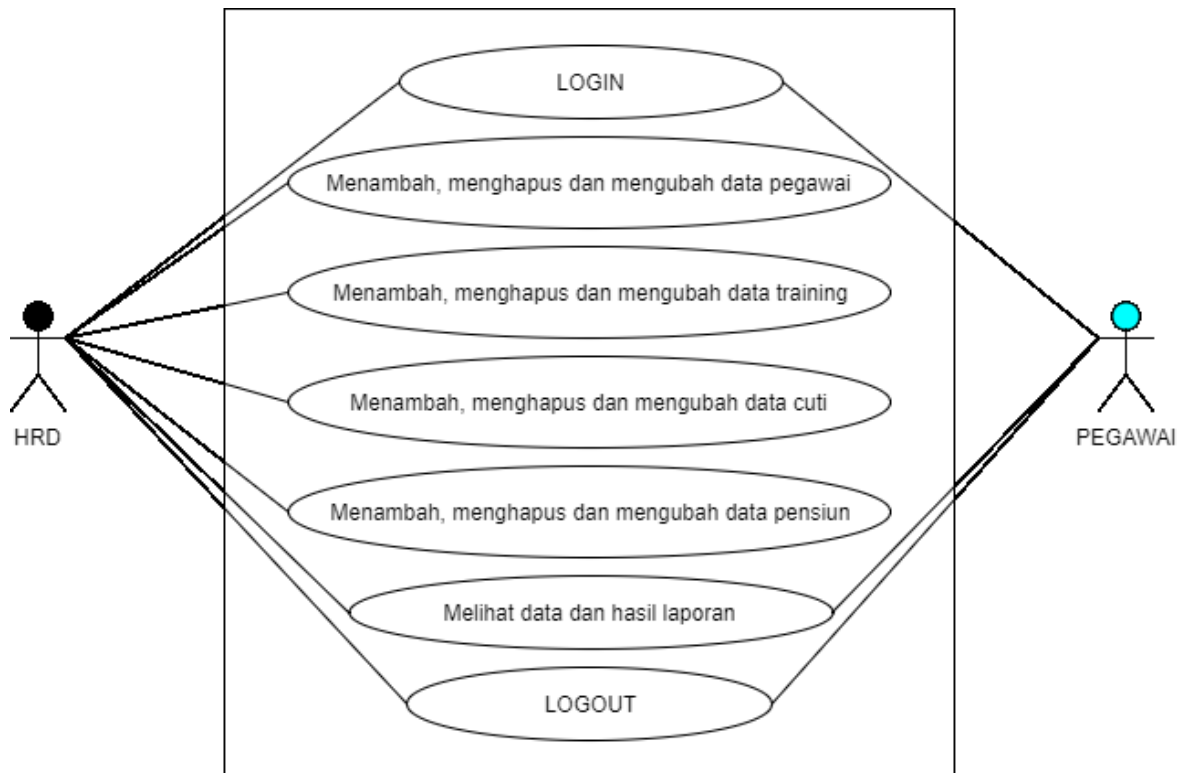 LOGIN
Menambah, menghapus dan mengubah data pegawai
Menambah, menghapus dan mengubah data training
Menambah, menghapus dan mengubah data cuti
HRD
PEGAWAI
Menambah, menghapus dan mengubah data pensiun
Melihat data dan hasil laporan
LOGOUT